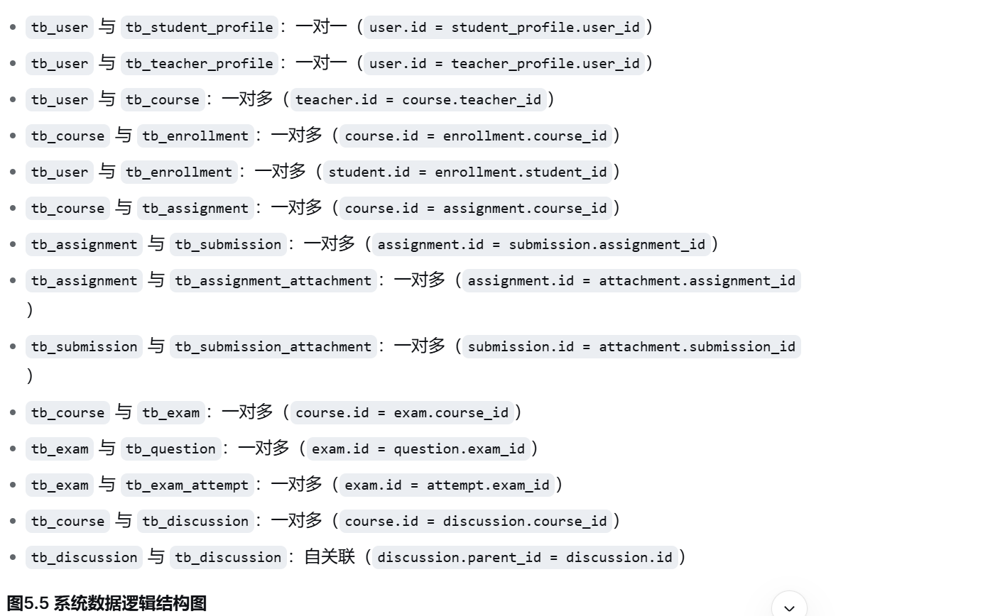 tb_user 与 tb_student_profile：一对一（user.id = student_profile.user_id）
tb_user 与 tb_teacher_profile：一对一（user.id = teacher_profile.user_id）
tb_user 与 tb_course：一对多（teacher.id = course.teacher_id）
tb_course 与 tb_enrollment：一对多（course.id = enrollment.course_id）
tb_user 与 tb_enrollment：一对多（student.id = enrollment.student_id）
tb_course 与 tb_assignment：一对多（course.id = assignment.course_id）
tb_assignment 与 tb_submission：一对多（assignment.id = submission.assignment_id）
tb_assignment 与 tb_assignment_attachment：一对多（assignment.id = attachment.assignment_id
）
tb_submission 与 tb_submission_attachment：一对多（submission.id = attachment.submission_id
）
tb_course 与 tb_exam：一对多（course.id = exam.course_id）
tb_exam 与 tb_question：一对多（exam.id = question.exam_id）
tb_exam 与 tb_exam_attempt：一对多（exam.id = attempt.exam_id）
tb_course 与 tb_discussion：一对多（course.id = discussion.course_id）
tb_discussion 与 tb_discussion：自关联（discussion.parent_id = discussion.id）
图5.5 系统数据逻辑结构图